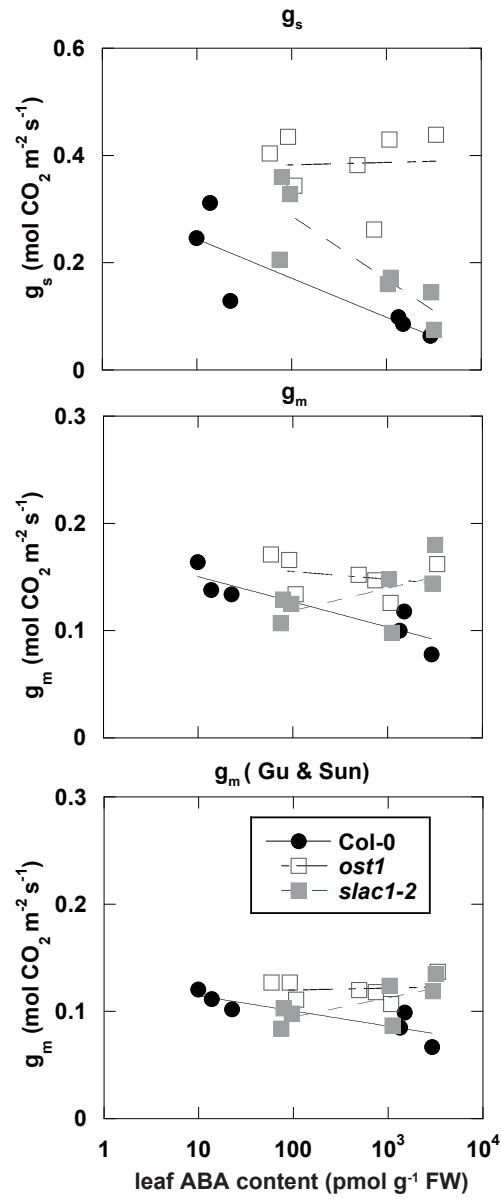 gₛ
0.6
0.4
0.2
0
gₛ (mol CO₂ m⁻² s⁻¹)
gₘ
0.3
0.2
0.1
0
gₘ (mol CO₂ m⁻² s⁻¹)
gₘ ( Gu & Sun)
0.3
0.2
0.1
0
gₘ (mol CO₂ m⁻² s⁻¹)
Col-0
ost1
slac1-2
1 10 100 10³ 10⁴
leaf ABA content (pmol g⁻¹ FW)